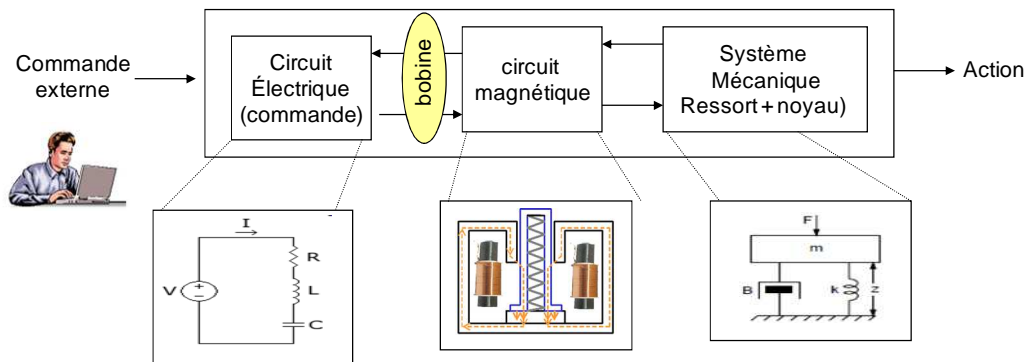 Commande
externe
Circuit
Électrique
(commande)
bobine
circuit
magnétique
Système
Mécanique
Ressort+noyau)
Action
I
R
L
C
V
+
−
F
m
B
k
z